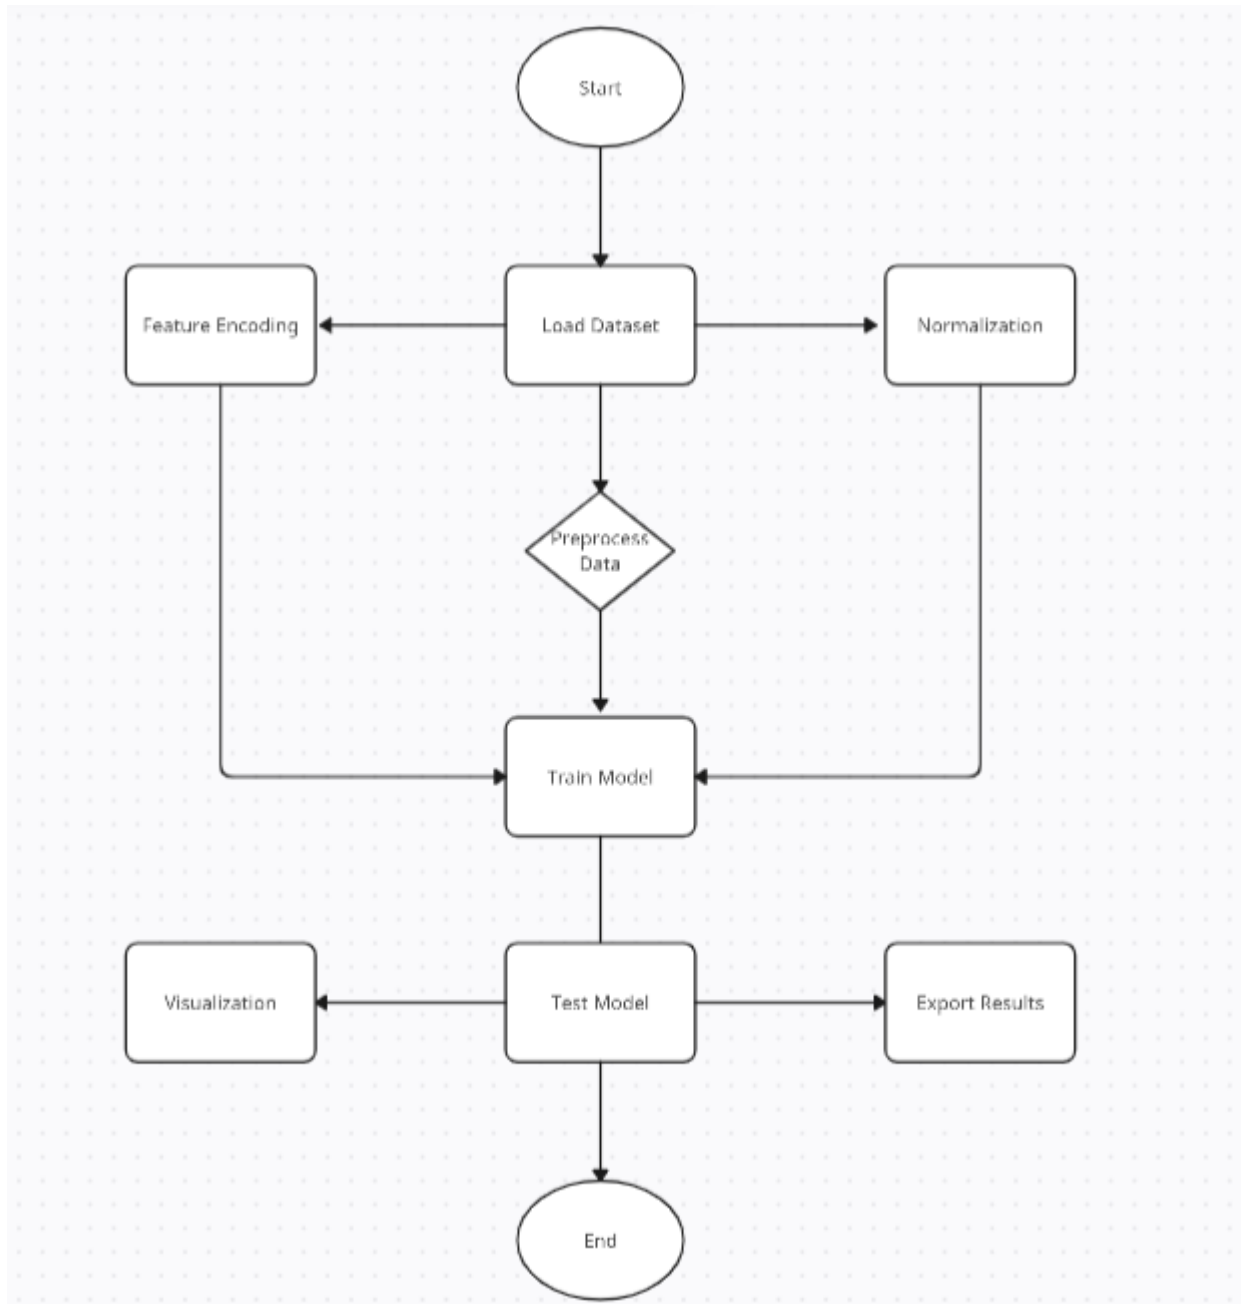 Start
Feature Encoding
Load Dataset
Normalization
Preprocess
Data
Train Model
Visualization
Test Model
Export Results
End